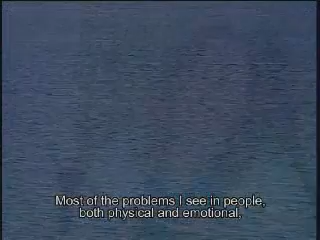 Most of the problems I see in people,
both physical and emotional,